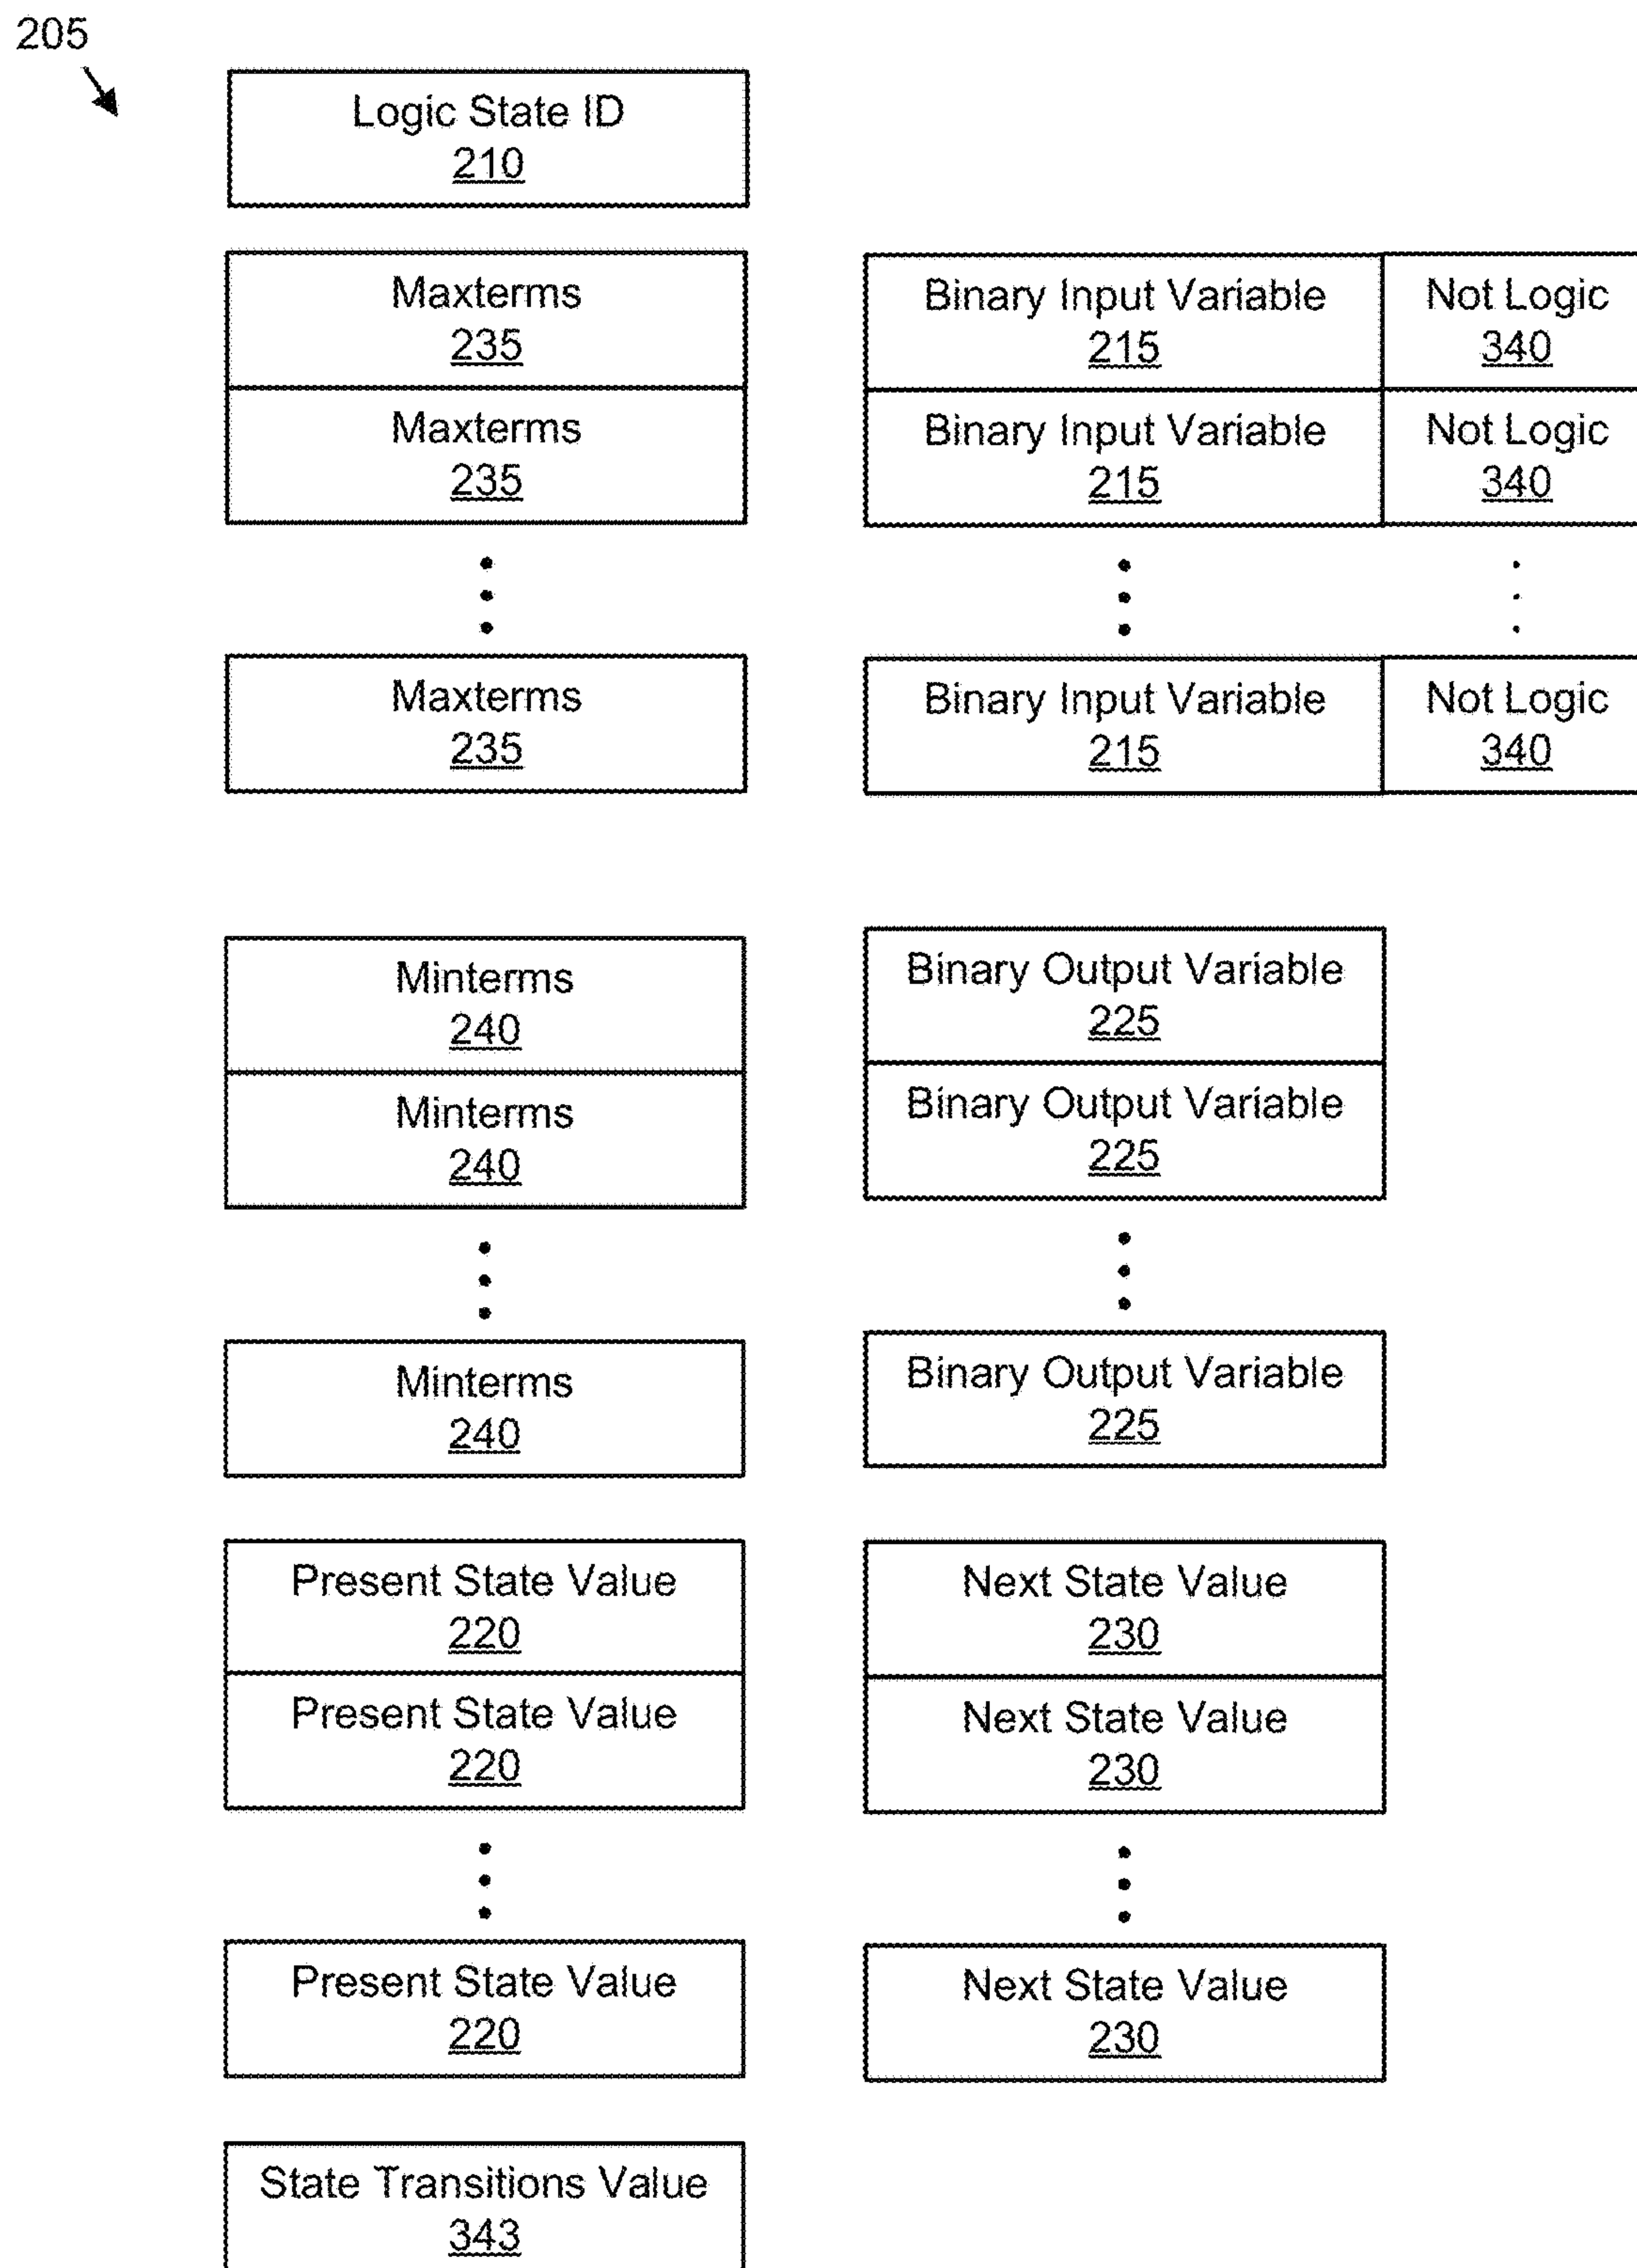 205
Logic State ID
210
Maxterms
235
Maxterms
235
Maxterms
235
Binary Input Variable
215
Not Logic
340
Binary Input Variable
215
Not Logic
340
Binary Input Variable
215
Not Logic
340
Minterms
240
Minterms
240
Minterms
240
Binary Output Variable
225
Binary Output Variable
225
Binary Output Variable
225
Present State Value
220
Present State Value
220
Present State Value
220
Next State Value
230
Next State Value
230
Next State Value
230
State Transitions Value
343